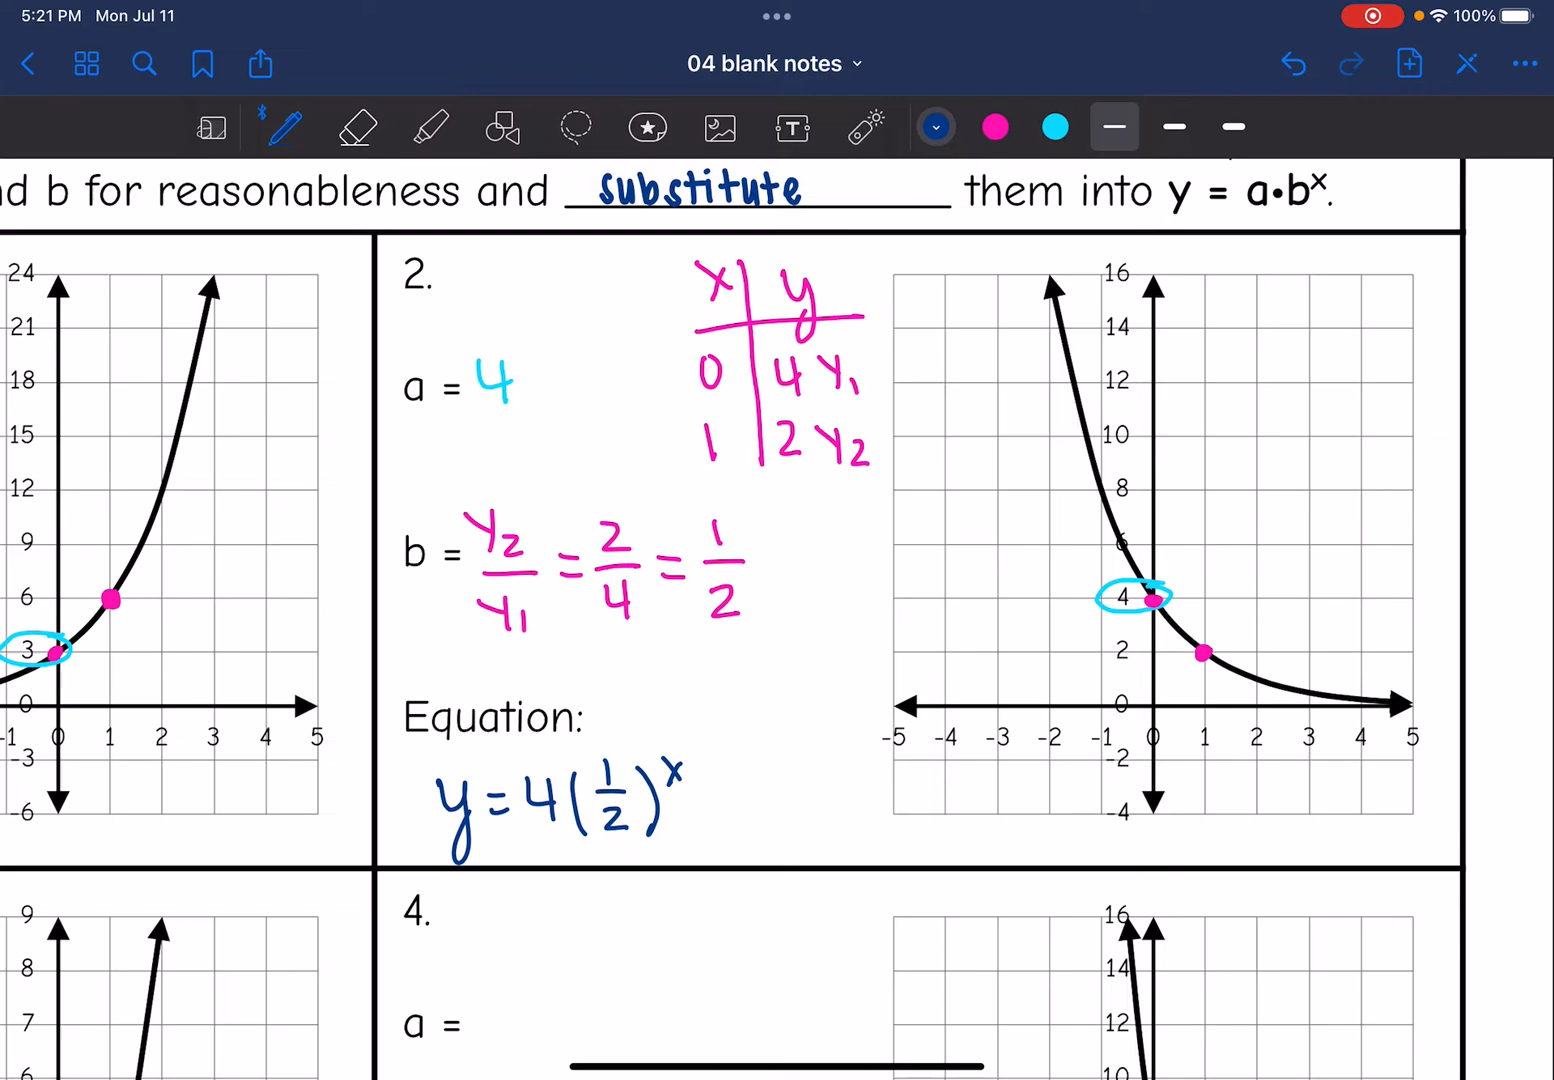 5:21 PM Mon Jul 11
100%
04 blank notes
T
nd b for reasonableness and substitute them into y = a•bˣ.
24
21
18
15
12
9
6
3
0
-1 0 1 2 3 4 5
-3
-6
2.
a = 4
x | y
0 | 4 Y₁
1 | 2 Y₂
b = Y₂/Y₁ = 2/4 = 1/2
Equation:
y = 4(1/2)ˣ
16
14
12
10
8
6
4
2
0
-5 -4 -3 -2 -1 0 1 2 3 4 5
-2
-4
9
8
7
6
4.
a =
16
14
12
10